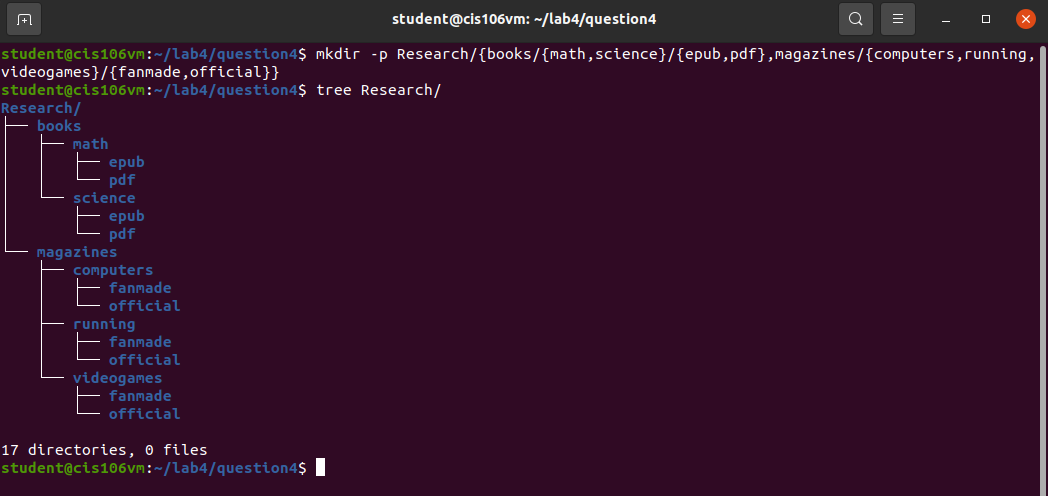 student@cis106vm: ~/lab4/question4
student@cis106vm:~/lab4/question4$ mkdir -p Research/{books/{math,science}/{epub,pdf},magazines/{computers,running,
videogames}/{fanmade,official}}
student@cis106vm:~/lab4/question4$ tree Research/
Research/
├── books
│   ├── math
│   │   ├── epub
│   │   └── pdf
│   └── science
│       ├── epub
│       └── pdf
└── magazines
    ├── computers
    │   ├── fanmade
    │   └── official
    ├── running
    │   ├── fanmade
    │   └── official
    └── videogames
        ├── fanmade
        └── official
17 directories, 0 files
student@cis106vm:~/lab4/question4$